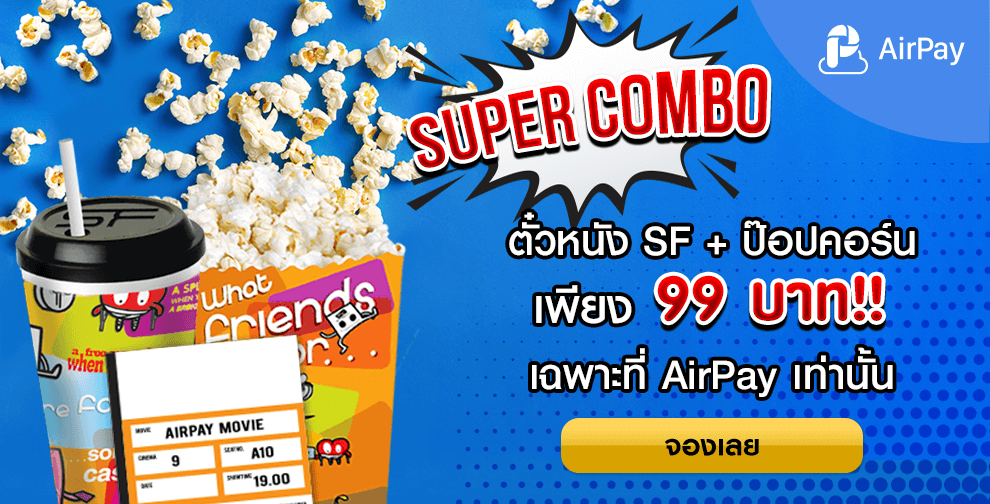 AirPay
SUPER COMBO
ตั๋วหนัง SF + ป๊อปคอร์น
เพียง 99 บาท!!
เฉพาะที่ AirPay เท่านั้น
จองเลย
SF
What
friends
when
MOVIE AIRPAY MOVIE
CINEMA 9 SEAT NO. A10
DATE SHOWTIME 19.00